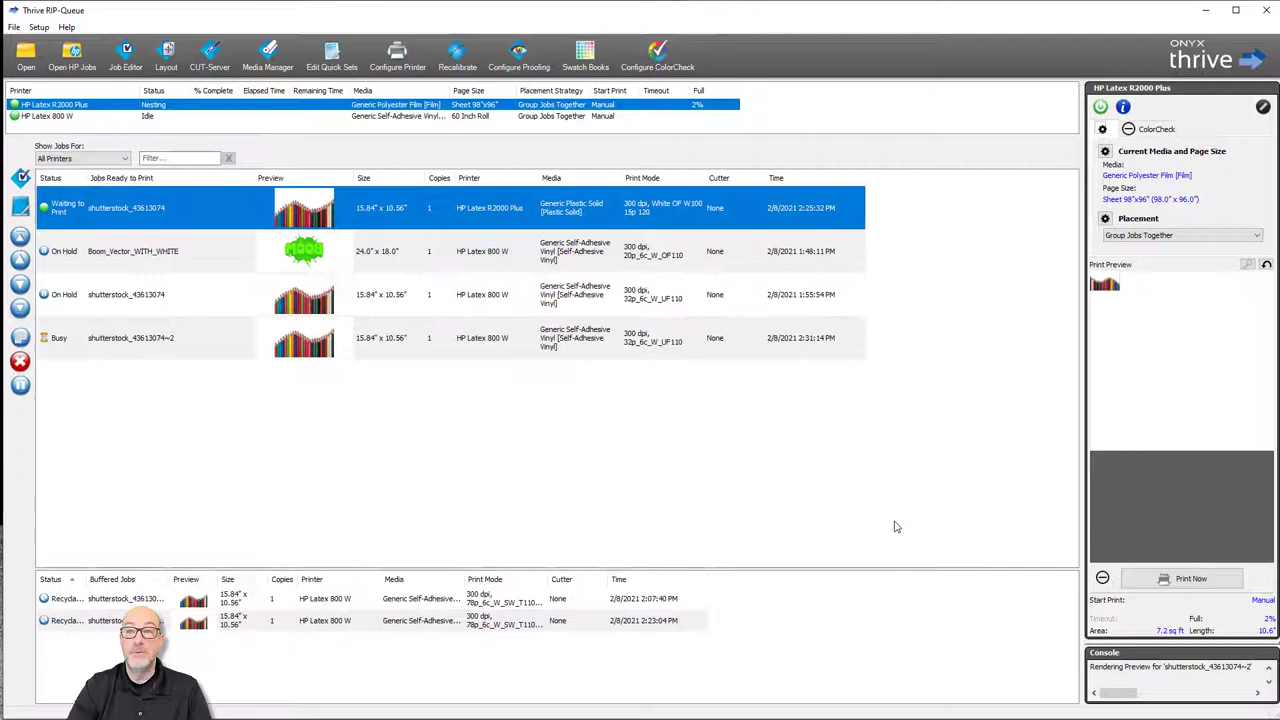 Thrive RIP-Queue
File Setup Help
Open Open HP Jobs Job Editor Layout CUT-Server Media Manager Edit Quick Sets Configure Printer Recalibrate Configure Proofing Swatch Books Configure ColorCheck
ONYX
thrive
Printer Status % Complete Elapsed Time Remaining Time Media Page Size Placement Strategy Start Print Timeout Full
HP Latex R2000 Plus Nesting Generic Polyester Film [Film] Sheet 98"x96" Group Jobs Together Manual 2%
HP Latex 800 W Idle Generic Self-Adhesive Vinyl... 60 Inch Roll Group Jobs Together Manual
Show Jobs For:
All Printers Filter... X
Status Jobs Ready to Print Preview Size Copies Printer Media Print Mode Cutter Time
Waiting to Print shutterstock_43613074 15.84" x 10.56" 1 HP Latex R2000 Plus Generic Plastic Solid [Plastic Solid] 300 dpi, White OF W100 15p 120 None 2/8/2021 2:25:32 PM
On Hold Boom_Vector_WITH_WHITE 24.0" x 18.0" 1 HP Latex 800 W Generic Self-Adhesive Vinyl [Self-Adhesive Vinyl] 300 dpi, 20p_6c_W_OF110 None 2/8/2021 1:48:11 PM
On Hold shutterstock_43613074 15.84" x 10.56" 1 HP Latex 800 W Generic Self-Adhesive Vinyl [Self-Adhesive Vinyl] 300 dpi, 32p_6c_W_UF110 None 2/8/2021 1:55:54 PM
Busy shutterstock_43613074~2 15.84" x 10.56" 1 HP Latex 800 W Generic Self-Adhesive Vinyl [Self-Adhesive Vinyl] 300 dpi, 32p_6c_W_UF110 None 2/8/2021 2:31:14 PM
Status Buffered Jobs Preview Size Copies Printer Media Print Mode Cutter Time
Recycla... shutterstock_436130... 15.84" x 10.56" 1 HP Latex 800 W Generic Self-Adhesive... 300 dpi, 78p_6c_W_SW_T110... None 2/8/2021 2:07:40 PM
Recycla... 15.84" x 10.56" 1 HP Latex 800 W Generic Self-Adhesive... 300 dpi, 78p_6c_W_SW_T110... None 2/8/2021 2:23:04 PM
HP Latex R2000 Plus
ColorCheck
Current Media and Page Size
Media:
Generic Polyester Film [Film]
Page Size:
Sheet 98"x96" (98.0" x 96.0")
Placement
Group Jobs Together
Print Preview
Print Now
Start Print: Manual
Timeout: Full: 2%
Area: 7.2 sq ft Length: 10.6"
Console
Rendering Preview for 'shutterstock_43613074~2'